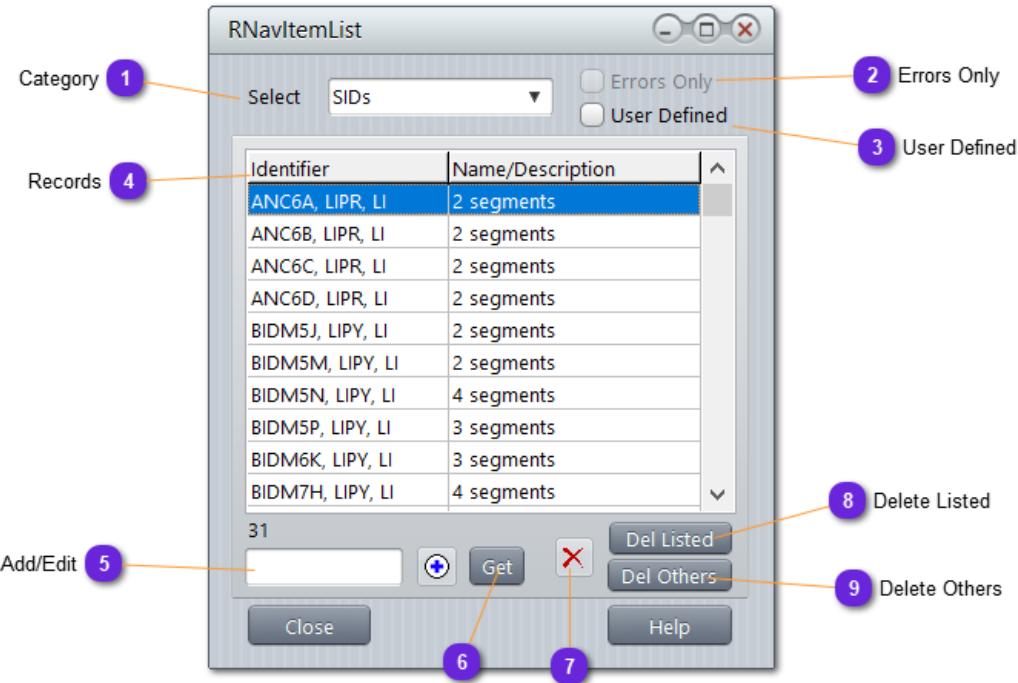 RNavItemList
Category 1
Select SIDs
Errors Only
2 Errors Only
User Defined
3 User Defined
Records 4
Identifier Name/Description
ANC6A, LIPR, LI 2 segments
ANC6B, LIPR, LI 2 segments
ANC6C, LIPR, LI 2 segments
ANC6D, LIPR, LI 2 segments
BIDM5J, LIPY, LI 2 segments
BIDM5M, LIPY, LI 2 segments
BIDM5N, LIPY, LI 4 segments
BIDM5P, LIPY, LI 3 segments
BIDM6K, LIPY, LI 3 segments
BIDM7H, LIPY, LI 4 segments
31
8 Delete Listed
Del Listed
Add/Edit 5
Get
Del Others
9 Delete Others
Close
Help
6
7